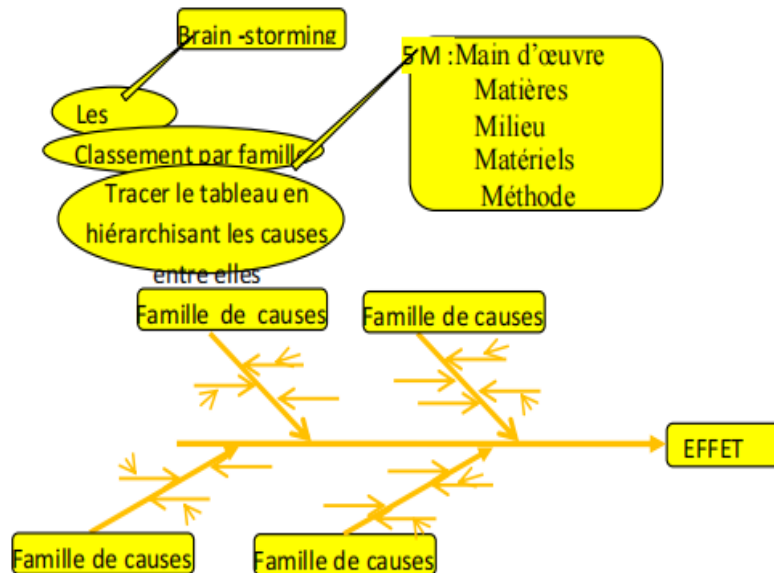 Brain -storming
5 M :Main d'œuvre
Matières
Milieu
Matériels
Méthode
Les
Classement par famille
Tracer le tableau en
hiérarchisant les causes
entre elles
Famille de causes
Famille de causes
EFFET
Famille de causes
Famille de causes